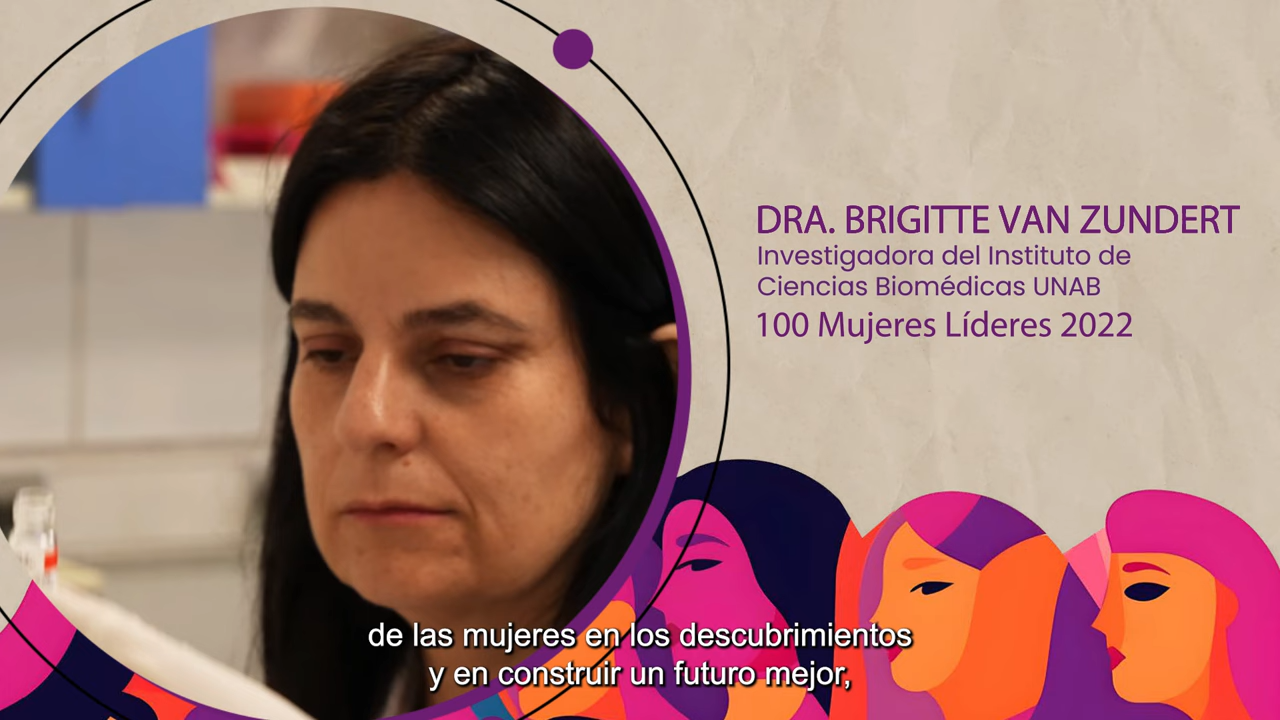 DRA. BRIGITTE VAN ZUNDERT
Investigadora del Instituto de
Ciencias Biomédicas UNAB
100 Mujeres Líderes 2022
de las mujeres en los descubrimientos
y en construir un futuro mejor,